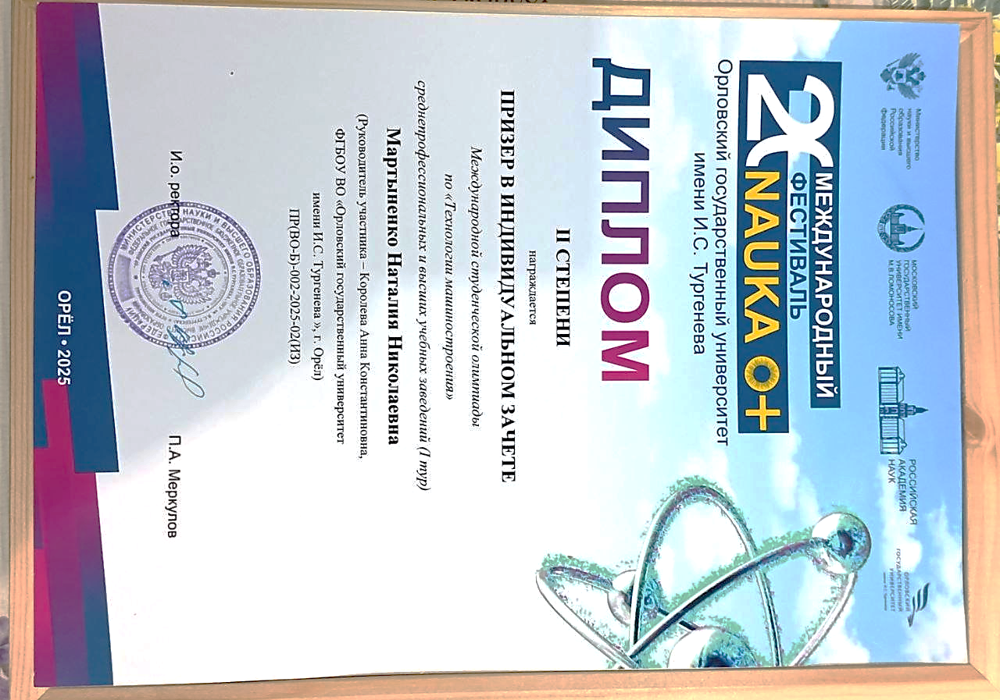 Министерство
науки и высшего
образования
Российской
Федерации
МОСКОВСКИЙ
ГОСУДАРСТВЕННЫЙ
УНИВЕРСИТЕТ ИМЕНИ
М.В.ЛОМОНОСОВА
РОССИЙСКАЯ
АКАДЕМИЯ
НАУК
ОРЛОВСКИЙ
ГОСУДАРСТВЕННЫЙ
УНИВЕРСИТЕТ
МЕЖДУНАРОДНЫЙ
ФЕСТИВАЛЬ
NAUKA 0+
Орловский государственный университет
имени И.С. Тургенева
ДИПЛОМ
II СТЕПЕНИ
награждается
ПРИЗЕР В ИНДИВИДУАЛЬНОМ ЗАЧЕТЕ
Международной студенческой олимпиады
по «Технологии машиностроения»
среднепрофессиональных и высших учебных заведений (I тур)
Мартыненко Наталия Николаевна
(Руководитель участника – Королева Анна Константиновна,
ФГБОУ ВО «Орловский государственный университет
имени И.С. Тургенева », г. Орёл)
ПР(ВО-Б)-002-2025-02(ИЗ)
И.о. ректора
П.А. Меркулов
ОРЁЛ • 2025